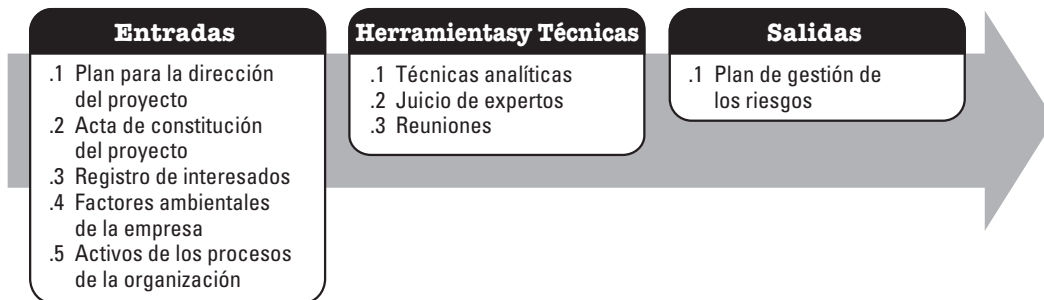 Entradas
.1 Plan para la dirección
del proyecto
.2 Acta de constitución
del proyecto
.3 Registro de interesados
.4 Factores ambientales
de la empresa
.5 Activos de los procesos
de la organización
Herramientasy Técnicas
.1 Técnicas analíticas
.2 Juicio de expertos
.3 Reuniones
Salidas
.1 Plan de gestión de
los riesgos